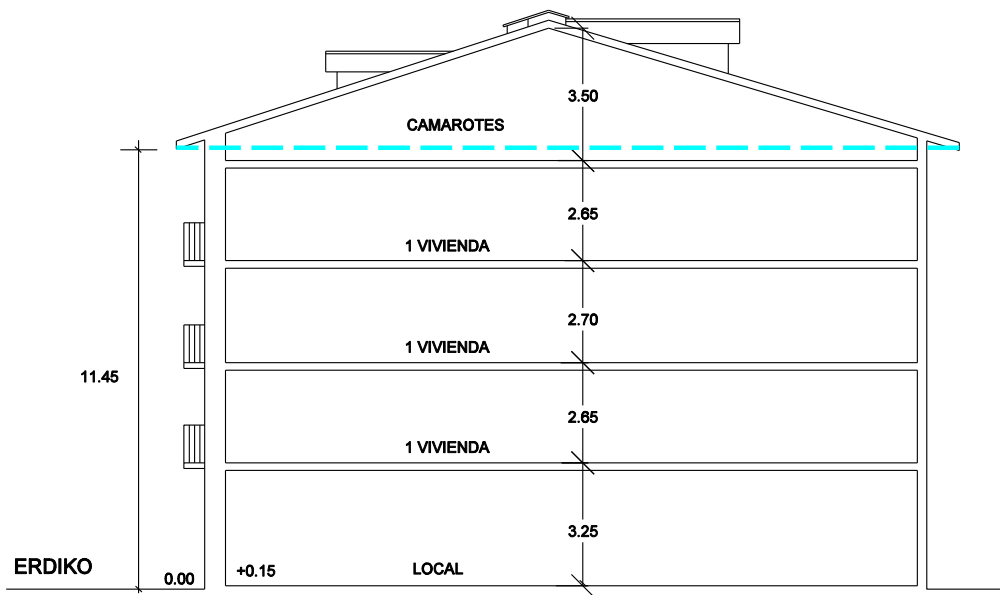 3.50
CAMAROTES
2.65
1 VIVIENDA
2.70
1 VIVIENDA
11.45
2.65
1 VIVIENDA
3.25
ERDIKO
0.00
+0.15
LOCAL